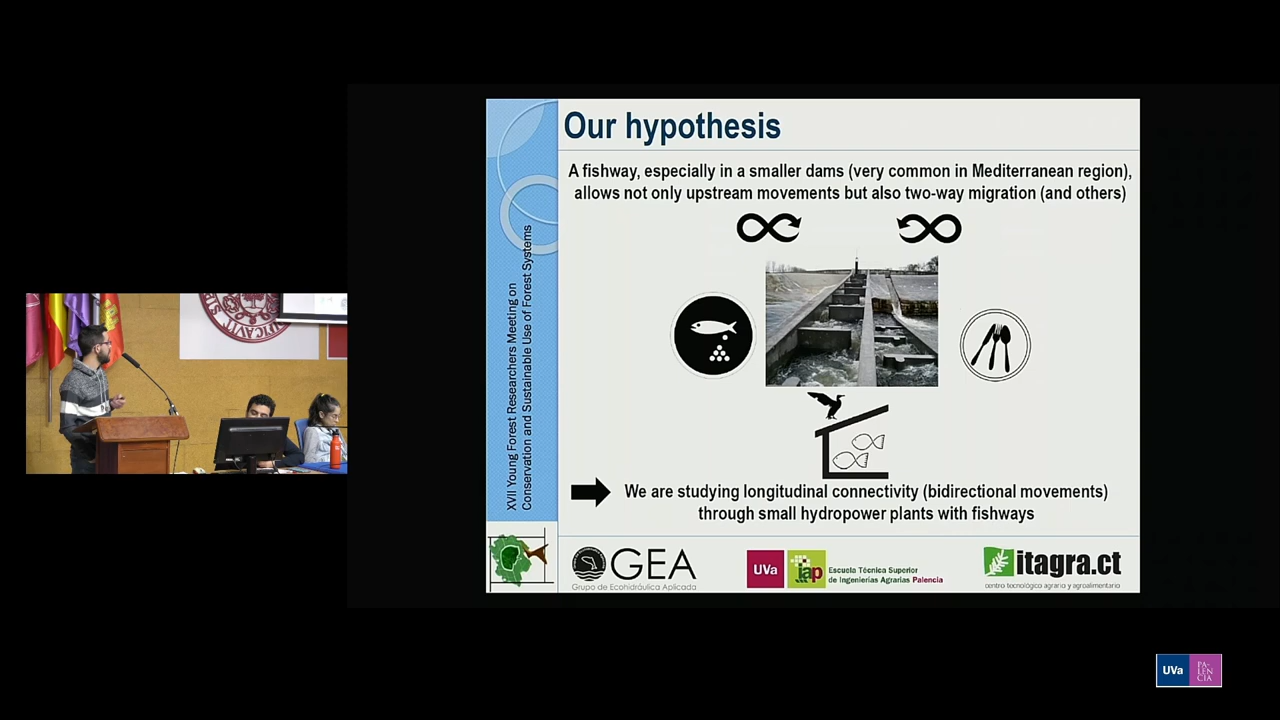 Our hypothesis
A fishway, especially in a smaller dams (very common in Mediterranean region),
allows not only upstream movements but also two-way migration (and others)
We are studying longitudinal connectivity (bidirectional movements)
through small hydropower plants with fishways
XVII Young Forest Researchers Meeting on
Conservation and Sustainable Use of Forest Systems
GEA
Grupo de Ecohidráulica Aplicada
UVa
iap
Escuela Técnica Superior
de Ingenierías Agrarias Palencia
itagra.ct
centro tecnológico agrario y agroalimentario
UVa
PA-
LEN
CIA